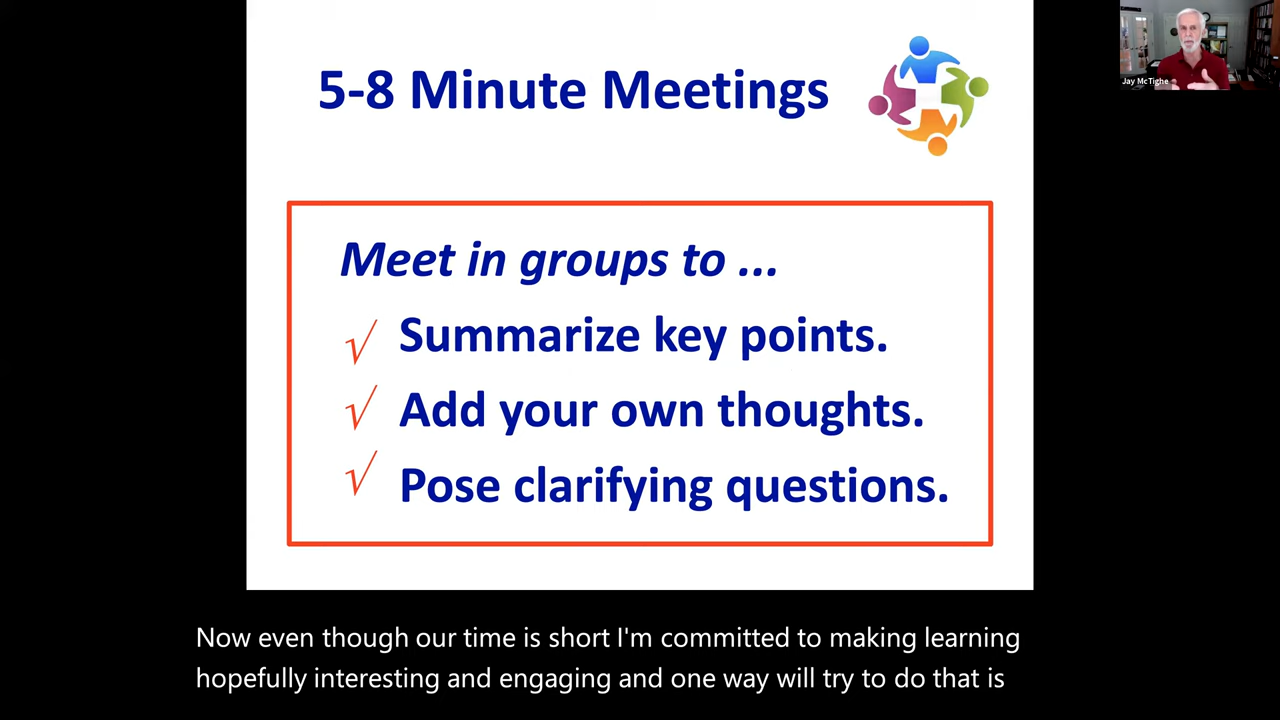 5-8 Minute Meetings
Jay McTighe
Meet in groups to ...
√ Summarize key points.
√ Add your own thoughts.
√ Pose clarifying questions.
Now even though our time is short I'm committed to making learning
hopefully interesting and engaging and one way will try to do that is